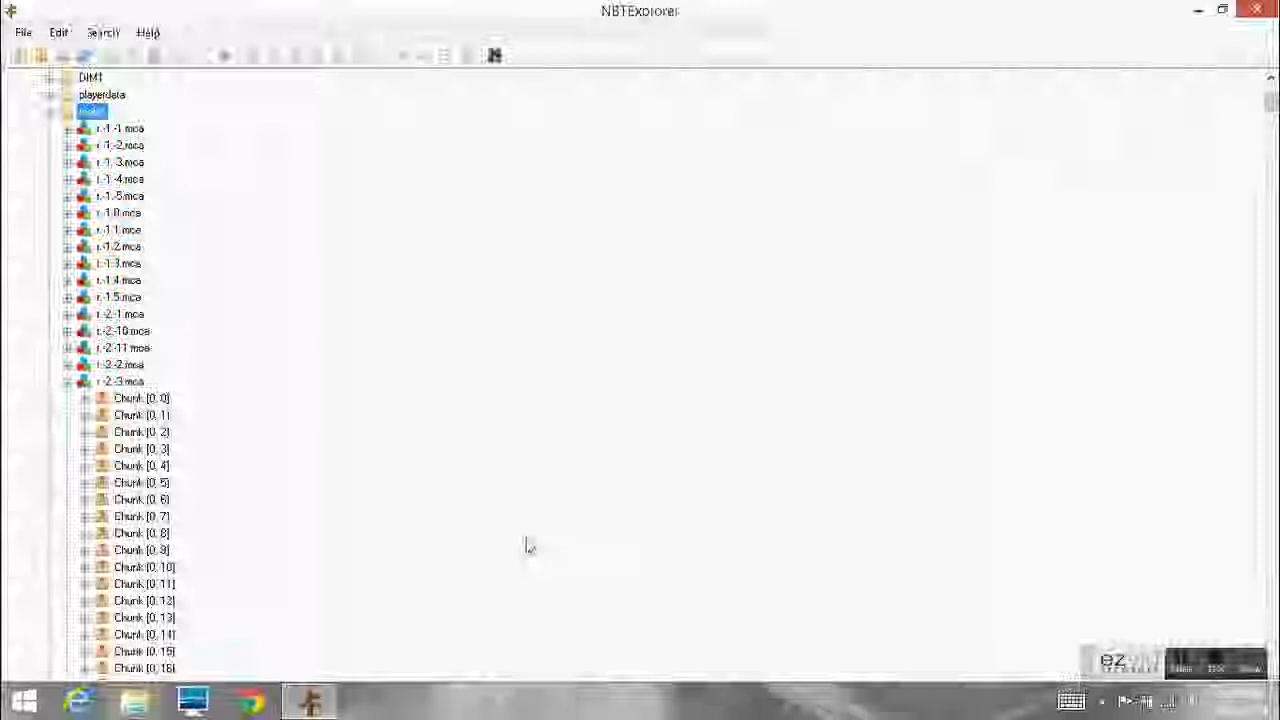 NBTExplorer
File Edit Search Help
DIM1
playerdata
r.-1.-1.mca
r.-1.-2.mca
r.-1.-3.mca
r.-1.-4.mca
r.-1.-5.mca
r.-1.0.mca
r.-1.1.mca
r.-1.2.mca
r.-1.3.mca
r.-1.4.mca
r.-1.5.mca
r.-2.-1.mca
r.-2.-10.mca
r.-2.-11.mca
r.-2.-2.mca
r.-2.-3.mca
Chunk [0, 0]
Chunk [0, 1]
Chunk [0, 2]
Chunk [0, 3]
Chunk [0, 4]
Chunk [0, 5]
Chunk [0, 6]
Chunk [0, 7]
Chunk [0, 8]
Chunk [0, 9]
Chunk [0, 10]
Chunk [0, 11]
Chunk [0, 12]
Chunk [0, 13]
Chunk [0, 14]
Chunk [0, 15]
Chunk [0, 16]
ez